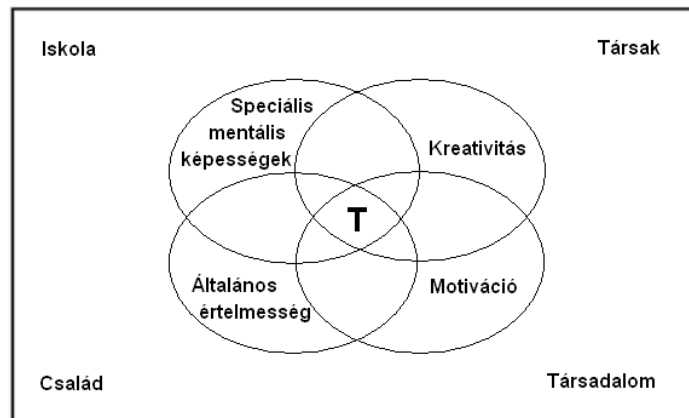 Iskola
Társak
Speciális
mentális
képességek
Kreativitás
T
Általános
értelmesség
Motiváció
Család
Társadalom